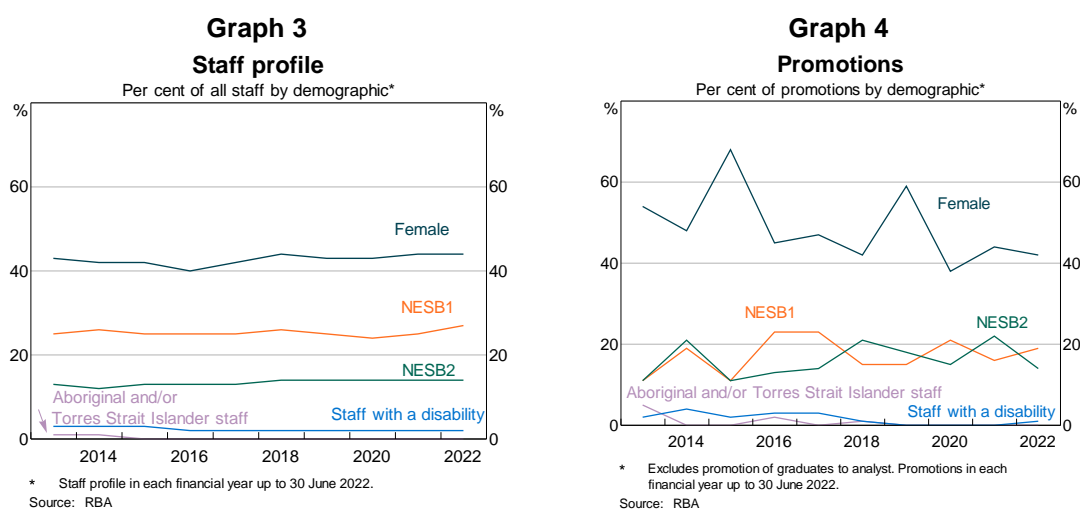 Graph 3
Staff profile
Per cent of all staff by demographic*
%
%
60
60
Female
40
40
NESB1
20
20
NESB2
Aboriginal and/or
Torres Strait Islander staff
Staff with a disability
0
0
2014
2016
2018
2020
2022
* Staff profile in each financial year up to 30 June 2022.
Source: RBA
Graph 4
Promotions
Per cent of promotions by demographic*
%
%
60
60
Female
40
40
NESB1
NESB2
20
20
Aboriginal and/or Torres Strait Islander staff
Staff with a disability
0
0
2014
2016
2018
2020
2022
* Excludes promotion of graduates to analyst. Promotions in each
financial year up to 30 June 2022.
Source: RBA